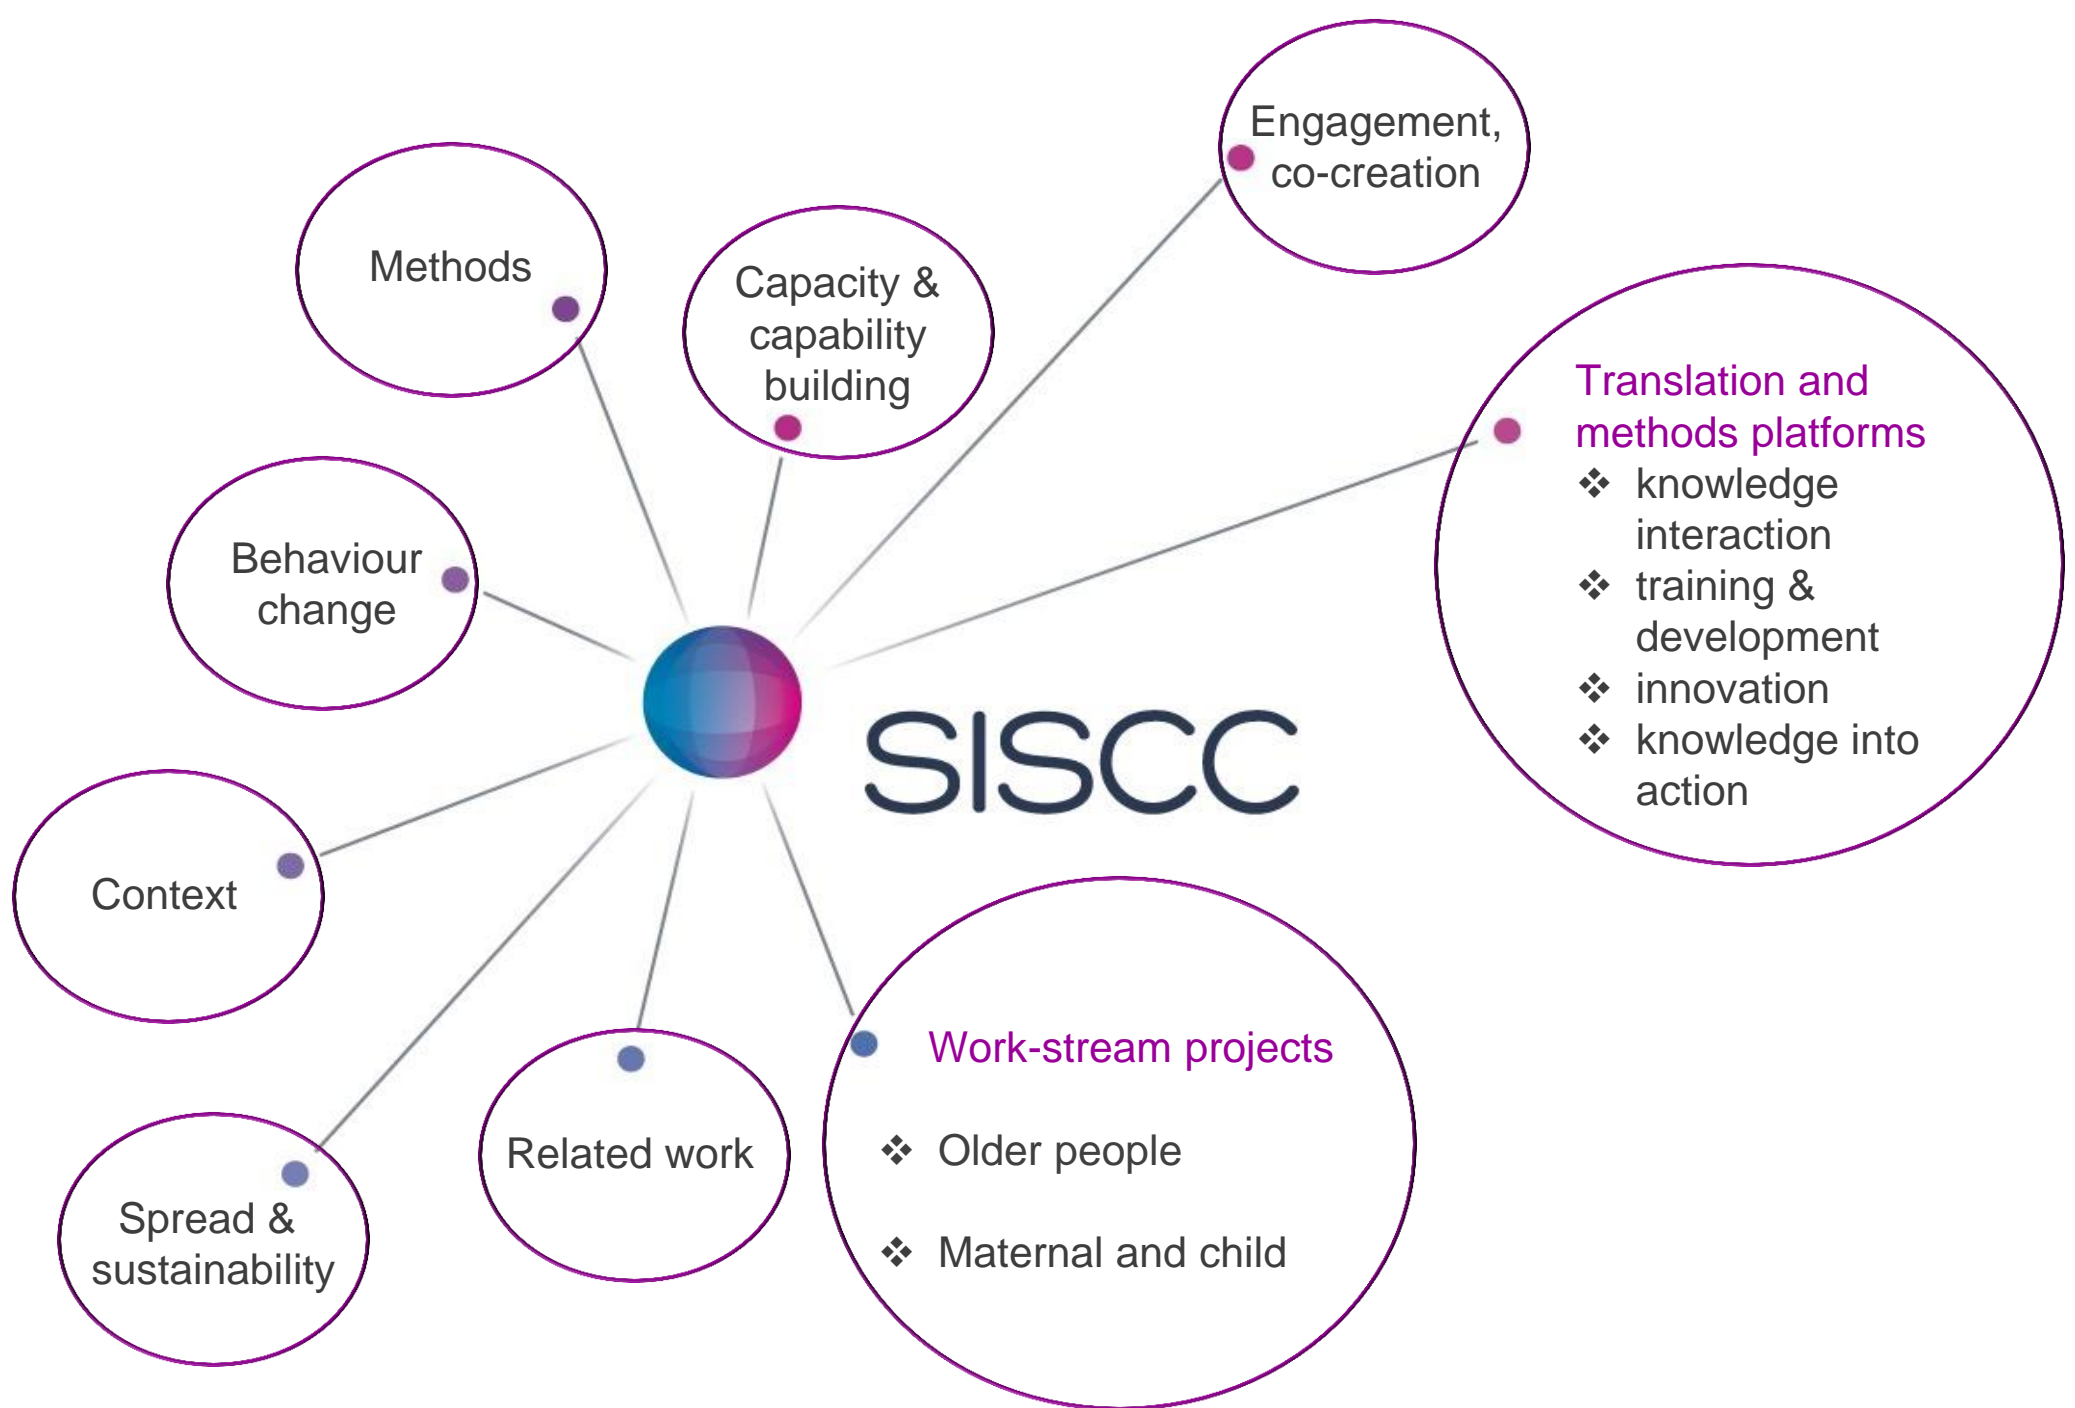 Engagement,
co-creation
Methods
Capacity &
capability
building
Translation and
methods platforms
❖ knowledge
interaction
❖ training &
development
❖ innovation
❖ knowledge into
action
Behaviour
change
SISCC
Context
Work-stream projects
❖ Older people
❖ Maternal and child
Related work
Spread &
sustainability